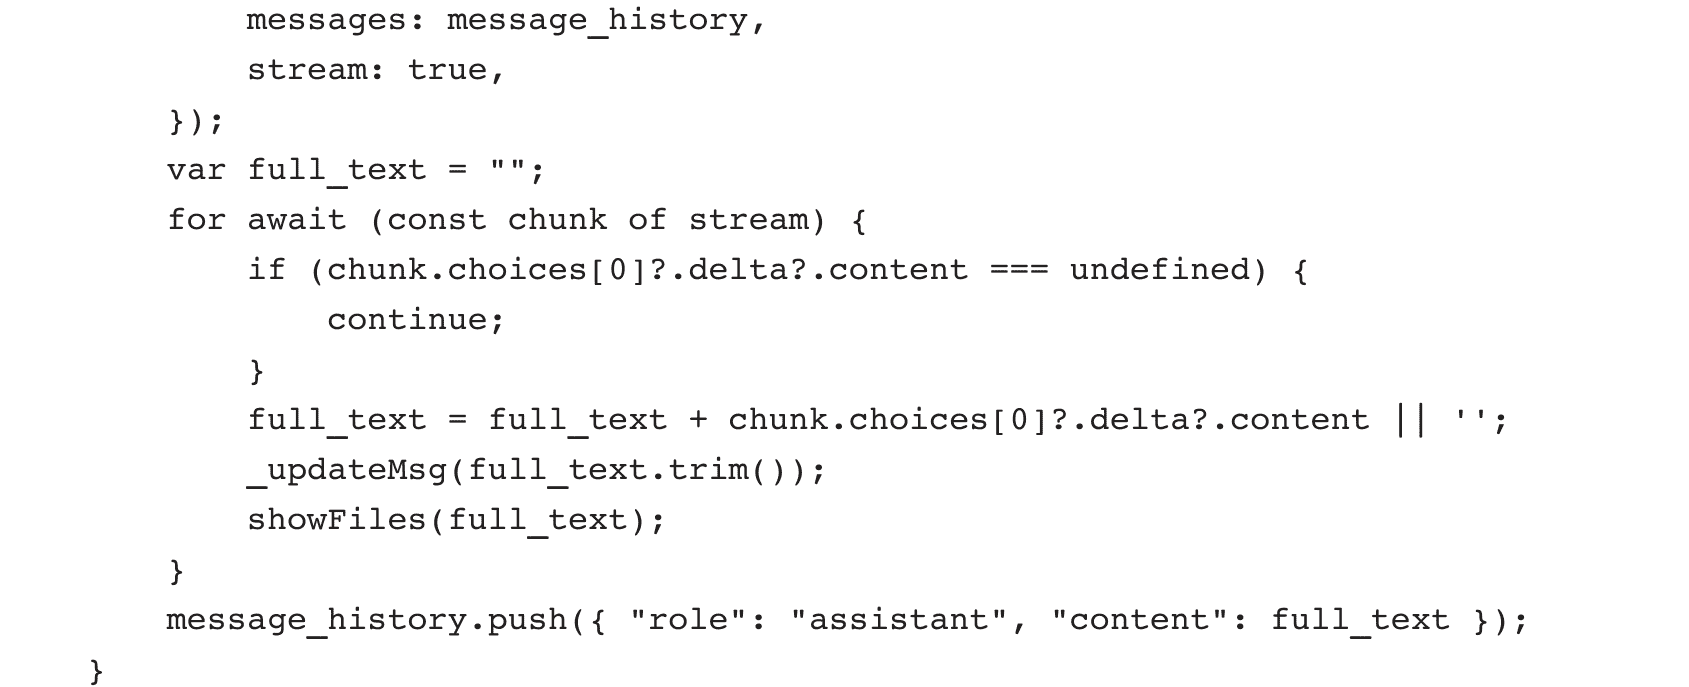 messages: message_history,
stream: true,
});
var full_text = "";
for await (const chunk of stream) {
if (chunk.choices[0]?.delta?.content === undefined) {
continue;
}
full_text = full_text + chunk.choices[0]?.delta?.content || '';
_updateMsg(full_text.trim());
showFiles(full_text);
}
message_history.push({ "role": "assistant", "content": full_text });
}